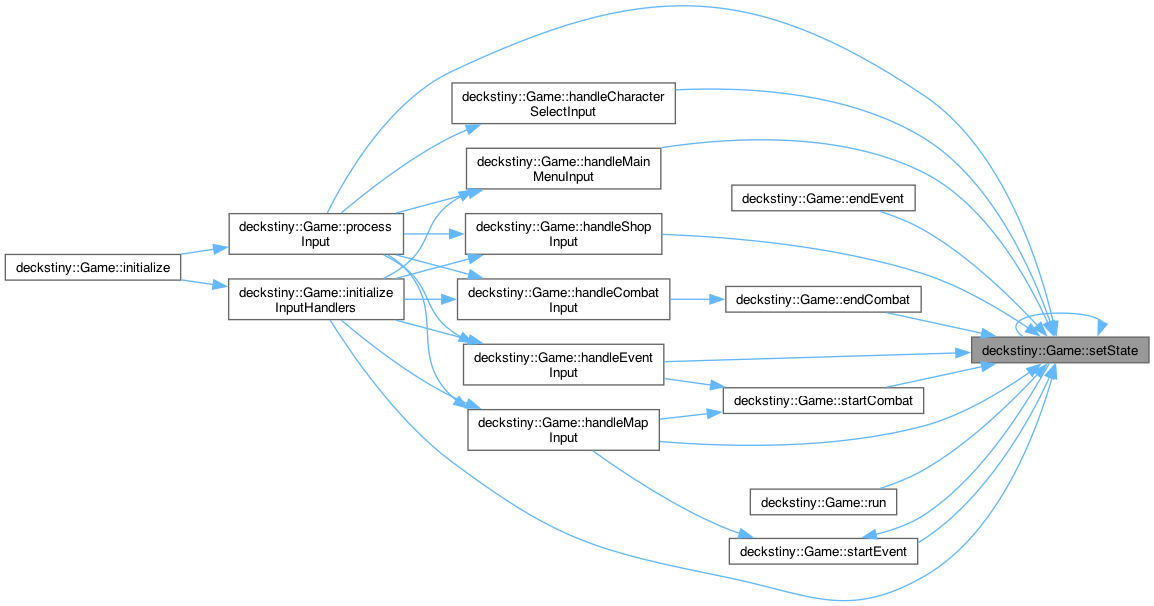 deckstiny::Game::initialize
deckstiny::Game::process
Input
deckstiny::Game::initialize
InputHandlers
deckstiny::Game::handleCharacter
SelectInput
deckstiny::Game::handleMain
MenuInput
deckstiny::Game::handleShop
Input
deckstiny::Game::handleCombat
Input
deckstiny::Game::handleEvent
Input
deckstiny::Game::handleMap
Input
deckstiny::Game::endEvent
deckstiny::Game::endCombat
deckstiny::Game::startCombat
deckstiny::Game::run
deckstiny::Game::startEvent
deckstiny::Game::setState